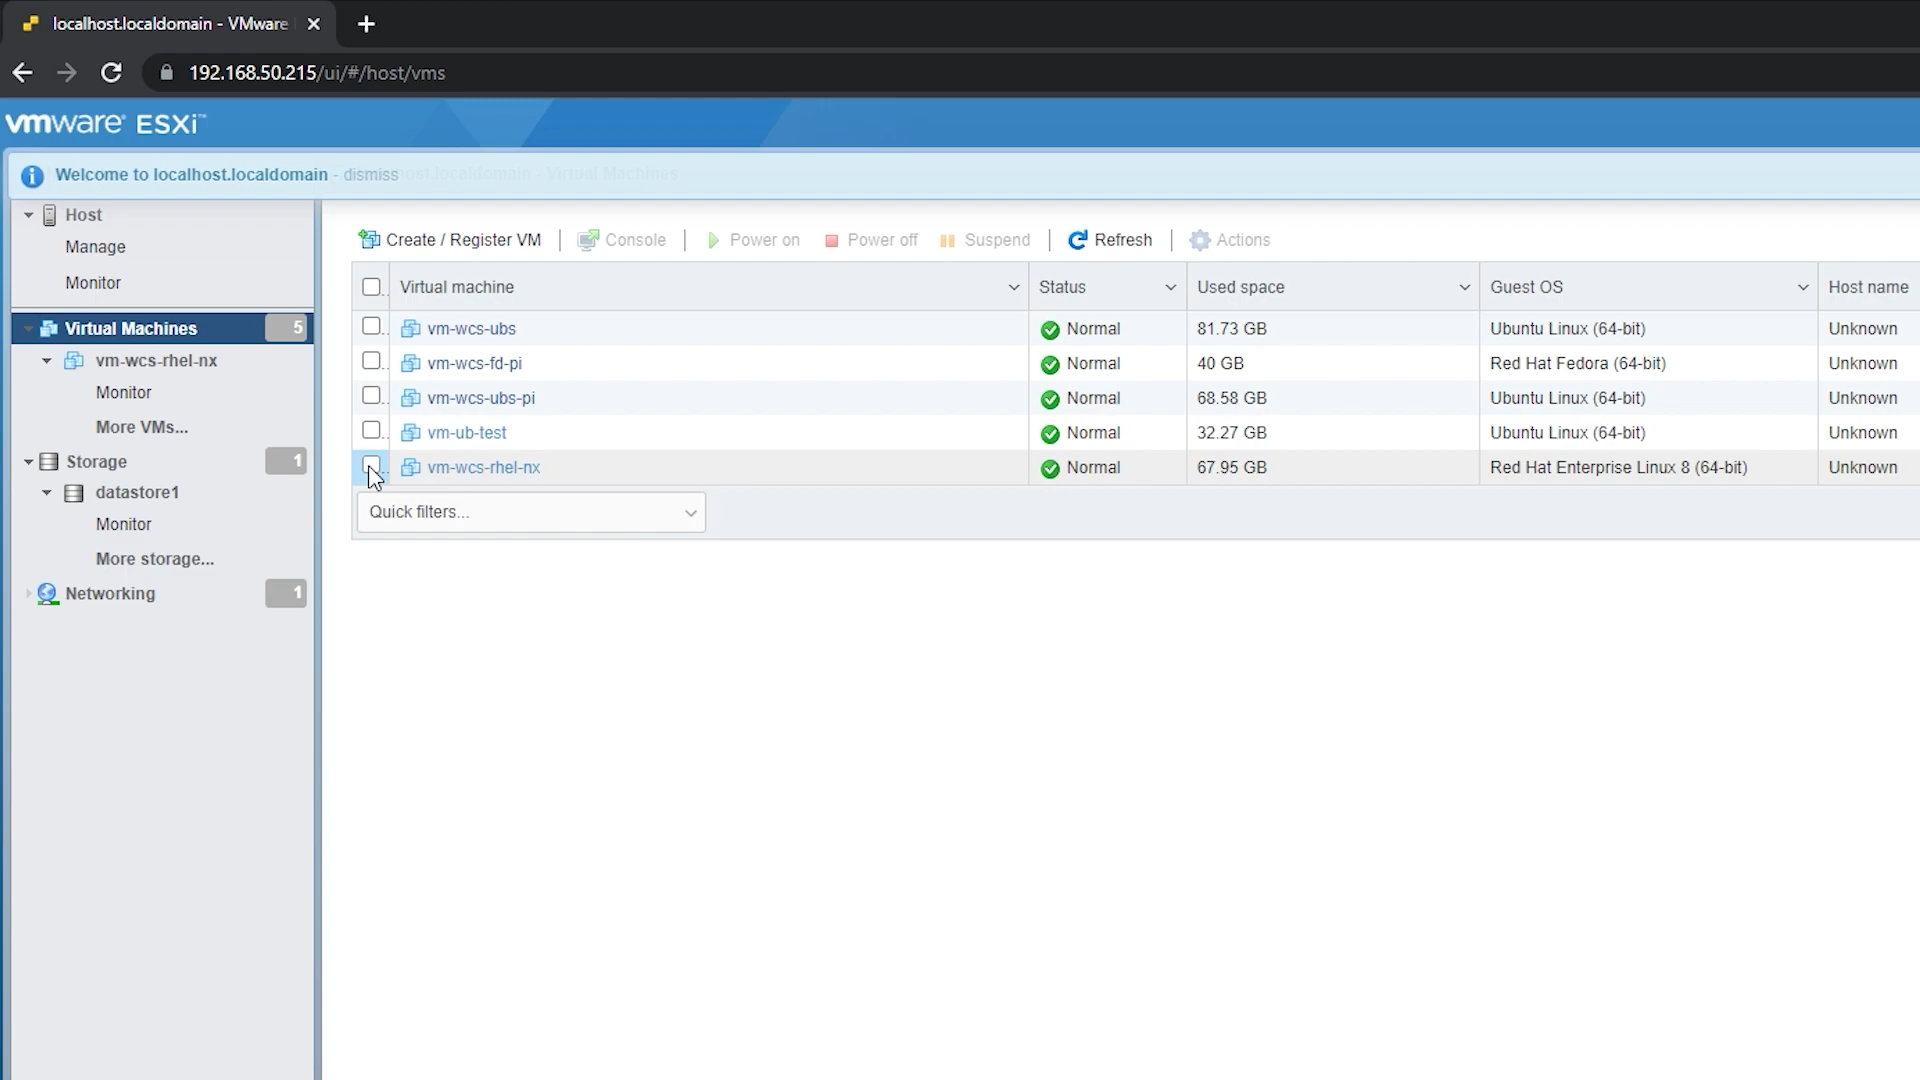 localhost.localdomain - VMware
192.168.50.215/ui/#/host/vms
vmware® ESXi™
Welcome to localhost.localdomain - dismiss
Host
Manage
Monitor
Virtual Machines 5
vm-wcs-rhel-nx
Monitor
More VMs...
Storage 1
datastore1
Monitor
More storage...
Networking 1
Create / Register VM | Console | Power on Power off Suspend | Refresh | Actions
Virtual machine Status Used space Guest OS Host name
vm-wcs-ubs Normal 81.73 GB Ubuntu Linux (64-bit) Unknown
vm-wcs-fd-pi Normal 40 GB Red Hat Fedora (64-bit) Unknown
vm-wcs-ubs-pi Normal 68.58 GB Ubuntu Linux (64-bit) Unknown
vm-ub-test Normal 32.27 GB Ubuntu Linux (64-bit) Unknown
vm-wcs-rhel-nx Normal 67.95 GB Red Hat Enterprise Linux 8 (64-bit) Unknown
Quick filters...